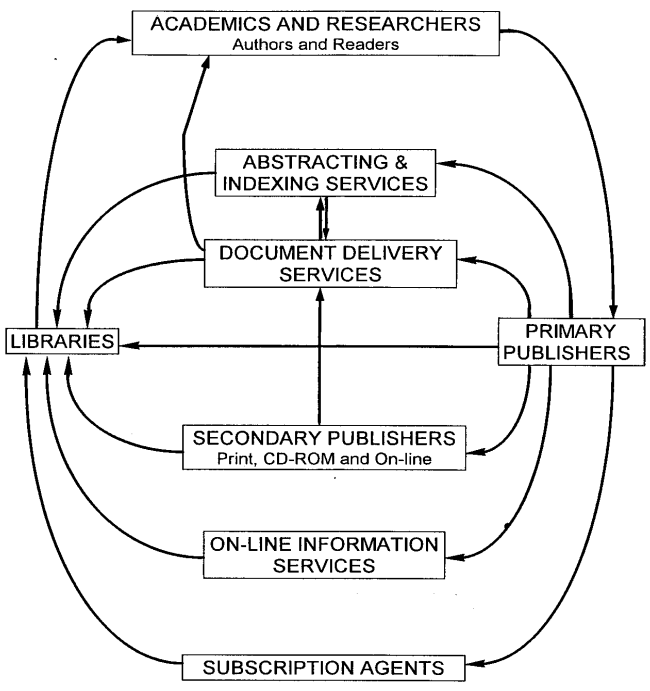 ACADEMICS AND RESEARCHERS
Authors and Readers
ABSTRACTING &
INDEXING SERVICES
DOCUMENT DELIVERY
SERVICES
LIBRARIES
PRIMARY
PUBLISHERS
SECONDARY PUBLISHERS
Print, CD-ROM and On-line
ON-LINE INFORMATION
SERVICES
SUBSCRIPTION AGENTS